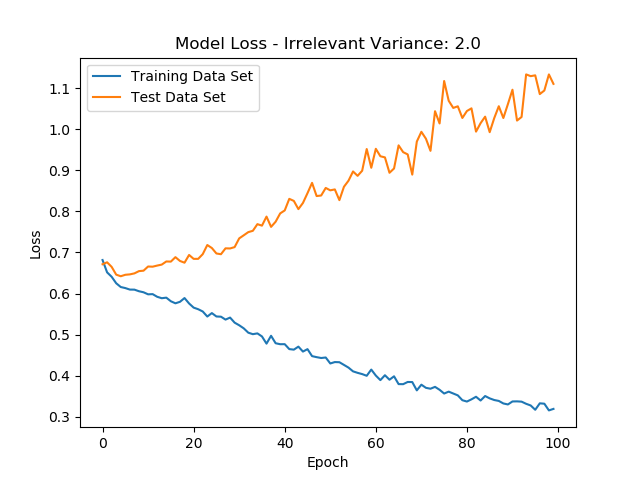 Model Loss - Irrelevant Variance: 2.0
Training Data Set
Test Data Set
1.1
1.0
0.9
0.8
0.7
0.6
0.5
0.4
0.3
Loss
0 20 40 60 80 100
Epoch